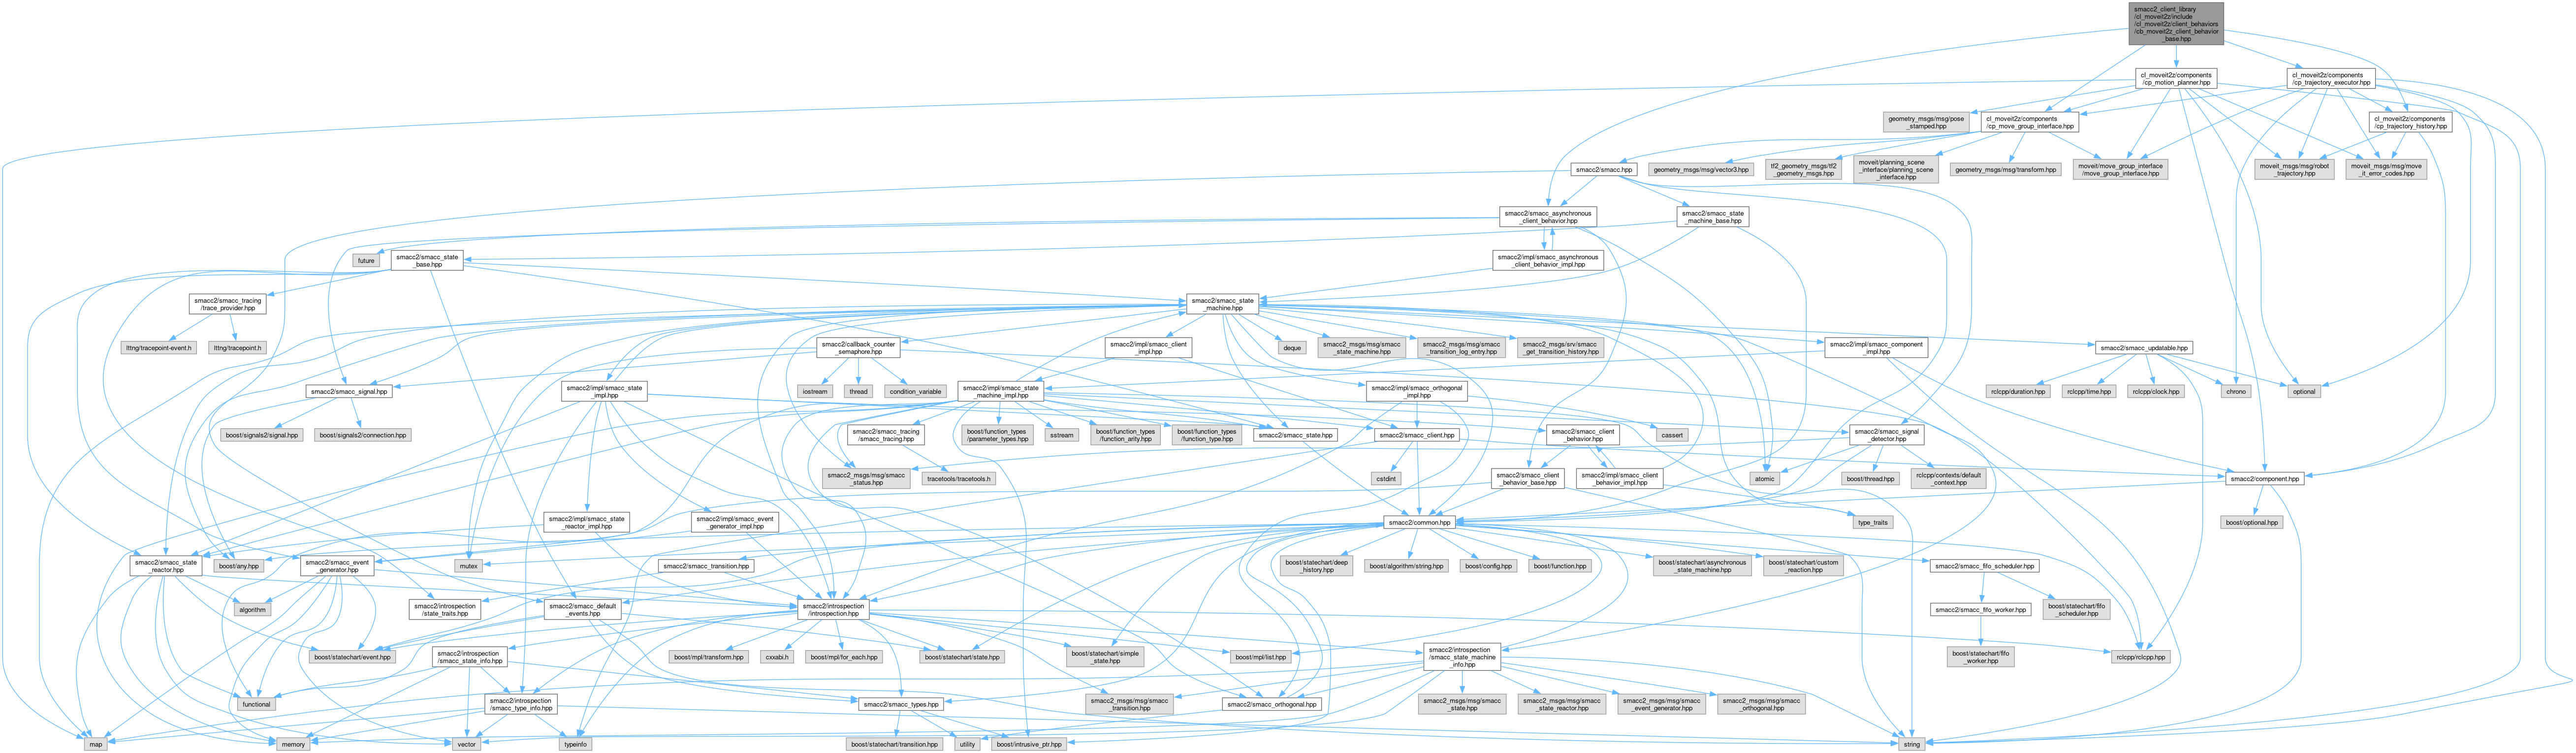 smacc2_client_library
/cl_moveit2z/include
/cl_moveit2z/client_behaviors
/cb_moveit2z_client_behavior
_base.hpp
cl_moveit2z/components
/cp_motion_planner.hpp
cl_moveit2z/components
/cp_trajectory_executor.hpp
geometry_msgs/msg/pose
_stamped.hpp
cl_moveit2z/components
/cp_move_group_interface.hpp
cl_moveit2z/components
/cp_trajectory_history.hpp
smacc2/smacc.hpp
geometry_msgs/msg/vector3.hpp
tf2_geometry_msgs/tf2
_geometry_msgs.hpp
moveit/planning_scene
_interface/planning_scene
_interface.hpp
geometry_msgs/msg/transform.hpp
moveit/move_group_interface
/move_group_interface.hpp
moveit_msgs/msg/robot
_trajectory.hpp
moveit_msgs/msg/move
_it_error_codes.hpp
smacc2/smacc_asynchronous
_client_behavior.hpp
smacc2/smacc_state
_machine_base.hpp
future
smacc2/smacc_state
_base.hpp
smacc2/impl/smacc_asynchronous
_client_behavior_impl.hpp
smacc2/smacc_tracing
/trace_provider.hpp
smacc2/smacc_state
_machine.hpp
lttng/tracepoint-event.h
lttng/tracepoint.h
smacc2/callback_counter
_semaphore.hpp
smacc2/impl/smacc_client
_impl.hpp
deque
smacc2_msgs/msg/smacc
_state_machine.hpp
smacc2_msgs/msg/smacc
_transition_log_entry.hpp
smacc2_msgs/srv/smacc
_get_transition_history.hpp
smacc2/impl/smacc_component
_impl.hpp
smacc2/smacc_updatable.hpp
smacc2/smacc_signal.hpp
smacc2/impl/smacc_state
_impl.hpp
iostream
thread
condition_variable
smacc2/impl/smacc_state
_machine_impl.hpp
smacc2/impl/smacc_orthogonal
_impl.hpp
rclcpp/duration.hpp
rclcpp/time.hpp
rclcpp/clock.hpp
chrono
optional
boost/signals2/signal.hpp
boost/signals2/connection.hpp
smacc2/smacc_tracing
/smacc_tracing.hpp
boost/function_types
/parameter_types.hpp
sstream
boost/function_types
/function_arity.hpp
boost/function_types
/function_type.hpp
smacc2/smacc_state.hpp
smacc2/smacc_client.hpp
cassert
smacc2/smacc_client
_behavior.hpp
smacc2/smacc_signal
_detector.hpp
smacc2_msgs/msg/smacc
_status.hpp
tracetools/tracetools.h
cstdint
smacc2/smacc_client
_behavior_base.hpp
smacc2/impl/smacc_client
_behavior_impl.hpp
atomic
boost/thread.hpp
rclcpp/contexts/default
_context.hpp
smacc2/component.hpp
smacc2/impl/smacc_state
_reactor_impl.hpp
smacc2/impl/smacc_event
_generator_impl.hpp
smacc2/common.hpp
type_traits
boost/optional.hpp
smacc2/smacc_state
_reactor.hpp
boost/any.hpp
smacc2/smacc_event
_generator.hpp
mutex
smacc2/smacc_transition.hpp
boost/statechart/deep
_history.hpp
boost/algorithm/string.hpp
boost/config.hpp
boost/function.hpp
boost/statechart/asynchronous
_state_machine.hpp
boost/statechart/custom
_reaction.hpp
smacc2/smacc_fifo_scheduler.hpp
algorithm
smacc2/introspection
/state_traits.hpp
smacc2/smacc_default
_events.hpp
smacc2/introspection
/introspection.hpp
smacc2/smacc_fifo_worker.hpp
boost/statechart/fifo
_scheduler.hpp
boost/statechart/event.hpp
smacc2/introspection
/smacc_state_info.hpp
boost/mpl/transform.hpp
cxxabi.h
boost/mpl/for_each.hpp
boost/statechart/state.hpp
boost/statechart/simple
_state.hpp
boost/mpl/list.hpp
smacc2/introspection
/smacc_state_machine
_info.hpp
boost/statechart/fifo
_worker.hpp
rclcpp/rclcpp.hpp
functional
smacc2/introspection
/smacc_type_info.hpp
smacc2/smacc_types.hpp
smacc2_msgs/msg/smacc
_transition.hpp
smacc2/smacc_orthogonal.hpp
smacc2_msgs/msg/smacc
_state.hpp
smacc2_msgs/msg/smacc
_state_reactor.hpp
smacc2_msgs/msg/smacc
_event_generator.hpp
smacc2_msgs/msg/smacc
_orthogonal.hpp
map
memory
vector
typeinfo
boost/statechart/transition.hpp
utility
boost/intrusive_ptr.hpp
string